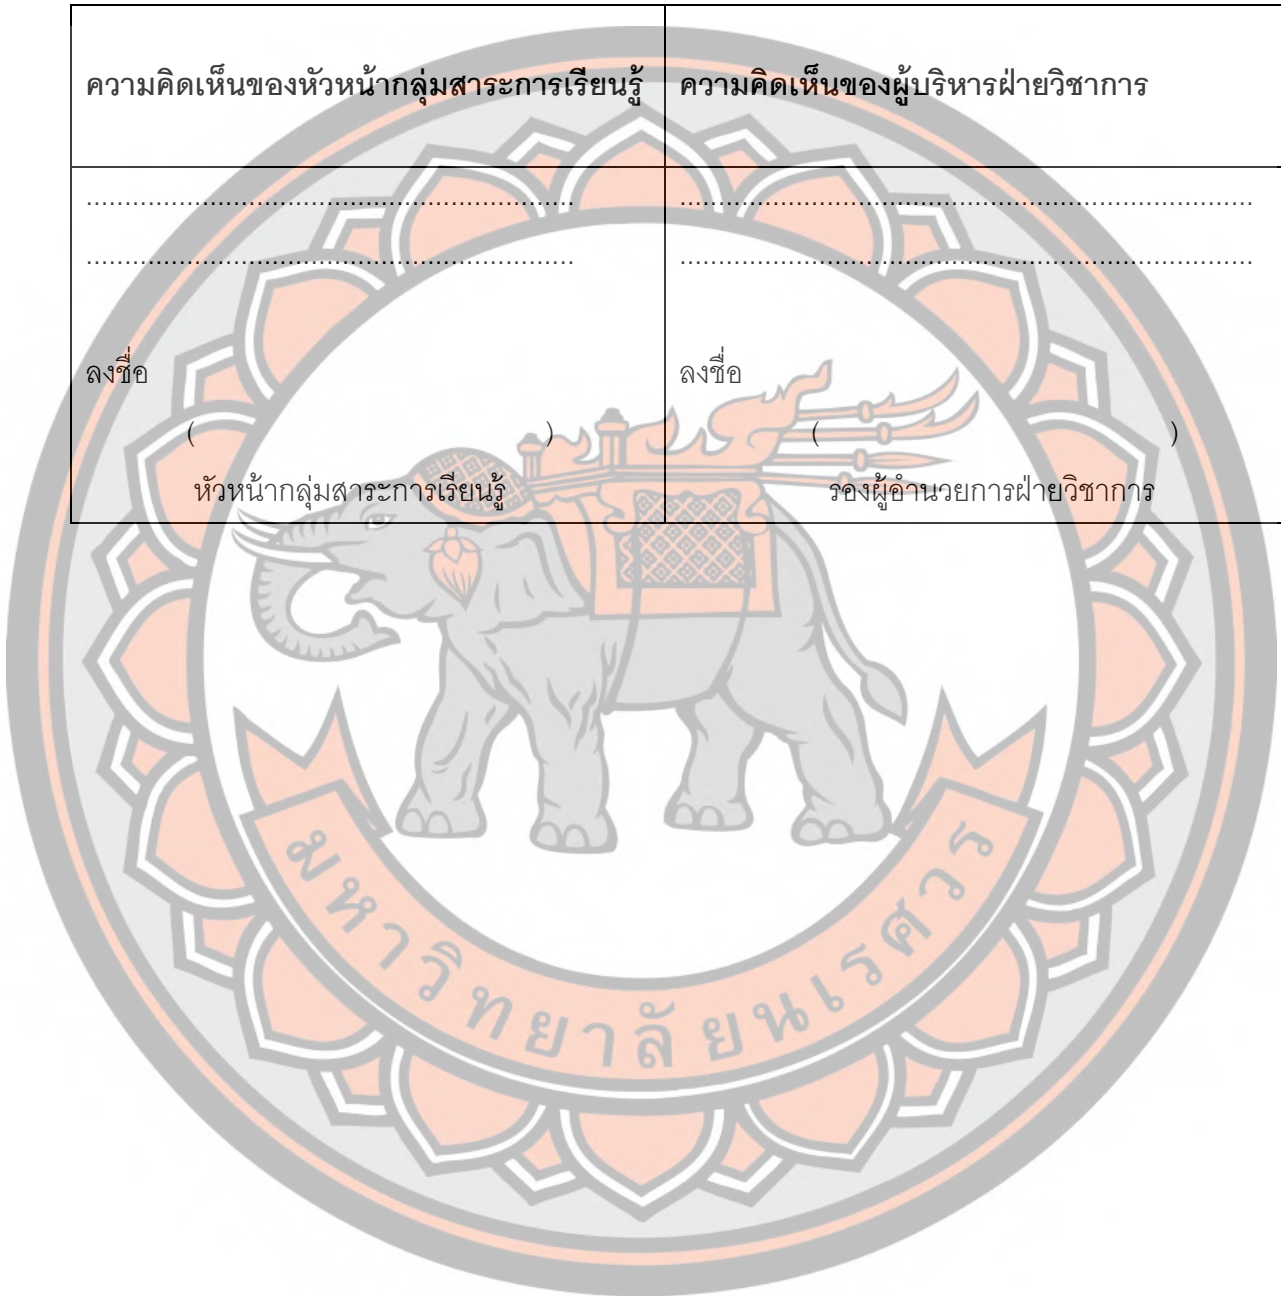 ความคิดเห็นของหัวหน้ากลุ่มสาระการเรียนรู้
ความคิดเห็นของผู้บริหารฝ่ายวิชาการ
...............................................................
...............................................................
ลงชื่อ
( )
หัวหน้ากลุ่มสาระการเรียนรู้
..........................................................................
..........................................................................
ลงชื่อ
( )
รองผู้อำนวยการฝ่ายวิชาการ
มหาวิทยาลัยนเรศวร